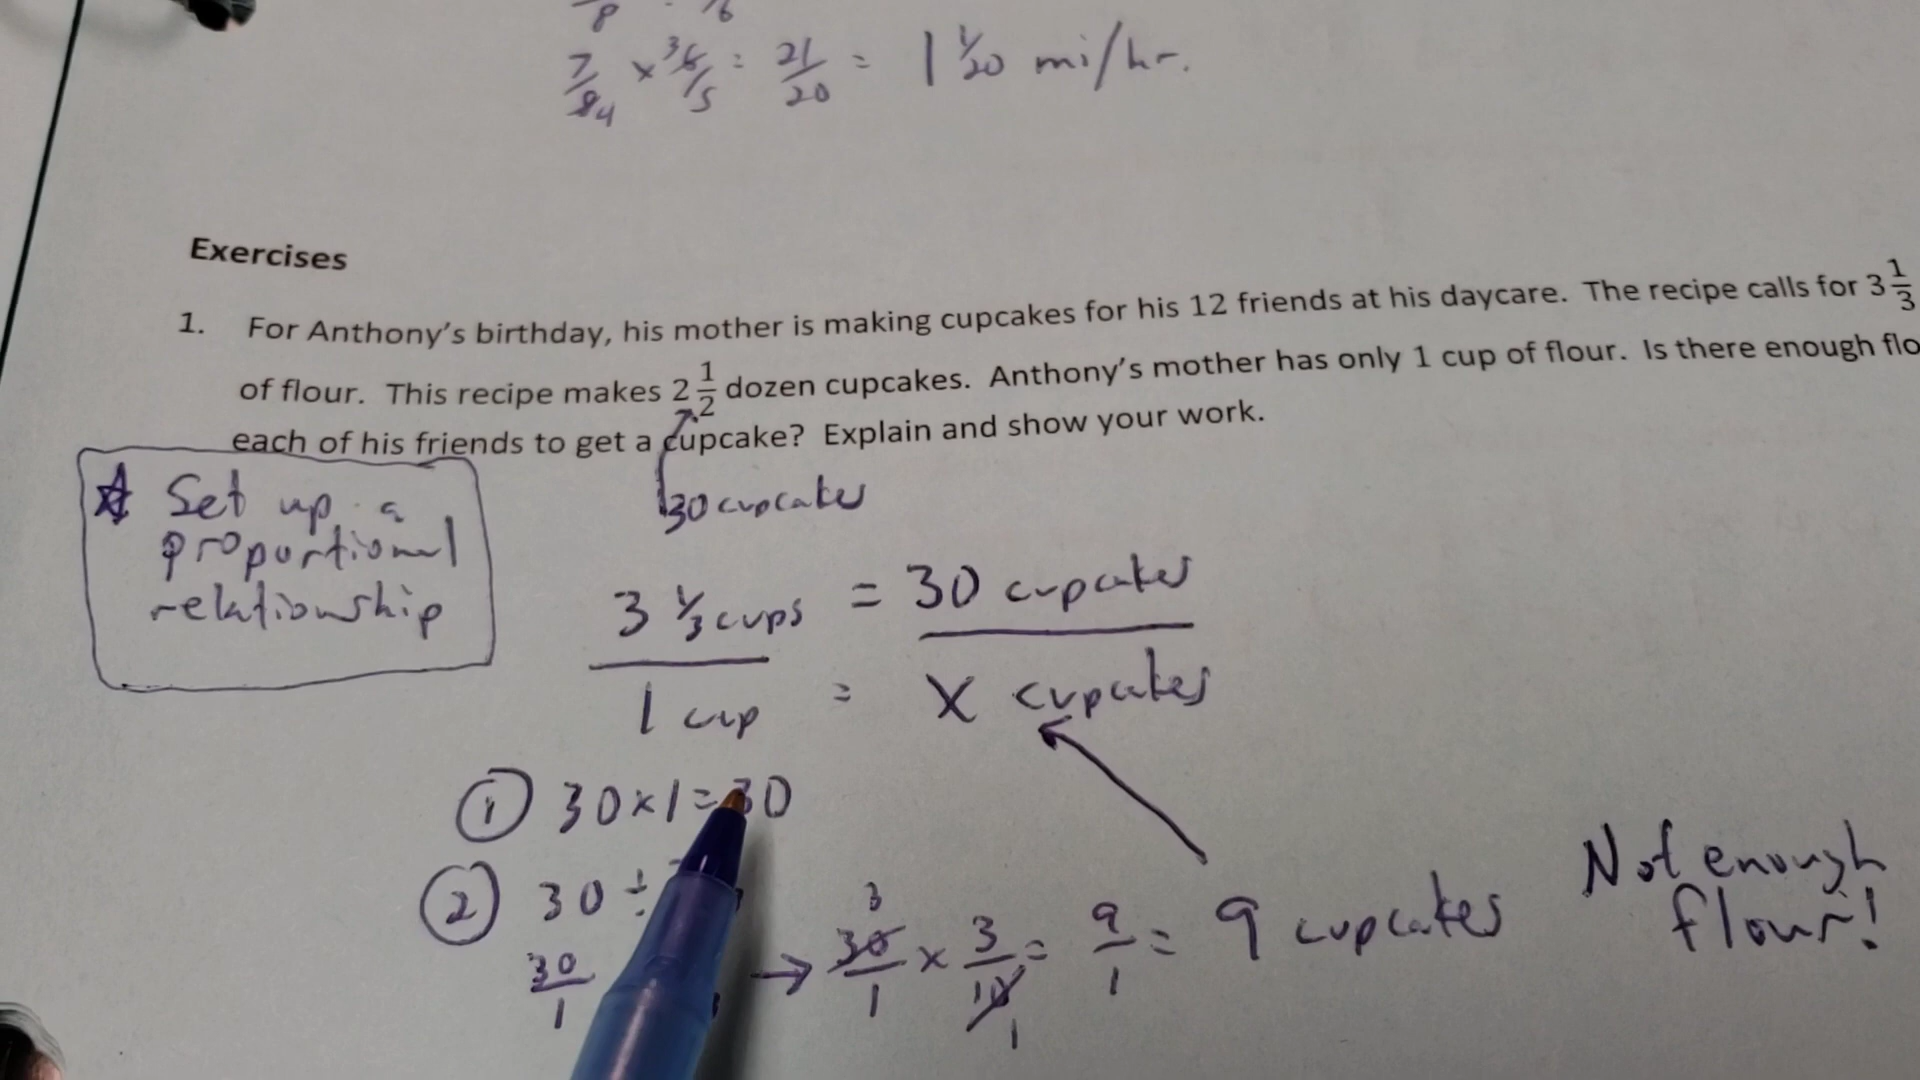 8 6
7/84 x 36/5 = 21/20 = 1 1/20 mi/hr.
Exercises
1. For Anthony's birthday, his mother is making cupcakes for his 12 friends at his daycare. The recipe calls for 3 1/3
of flour. This recipe makes 2 1/2 dozen cupcakes. Anthony's mother has only 1 cup of flour. Is there enough flo
each of his friends to get a cupcake? Explain and show your work.
30 cupcakes
☆ Set up a
proportional
relationship
3 1/3 cups = 30 cupcakes
1 cup = x cupcakes
① 30 x 1 = 30
② 30 ÷
30/1 → 30/1 3 x 3/10 1 = 9/1 = 9 cupcakes
Not enough
flour!